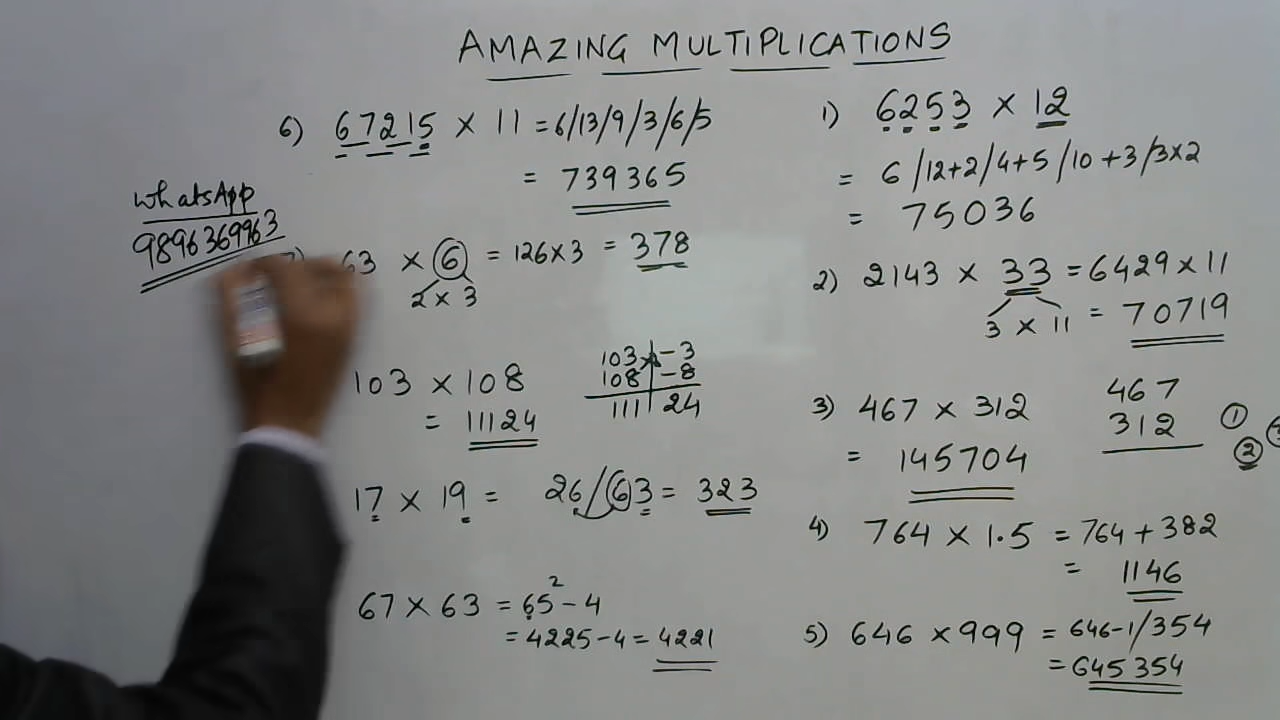 AMAZING MULTIPLICATIONS
6) 67215 × 11 = 6/13/9/3/6/5
= 739365
WhatsApp
9896369963
63 × 6 = 126×3 = 378
2 × 3
103 × 108
= 11124
103 -3
108 -8
111 24
17 × 19 = 26/63 = 323
67 × 63 = 65² - 4
= 4225 - 4 = 4221
1) 6253 × 12
= 6/12+2/4+5/10+3/3×2
= 75036
2) 2143 × 33 = 6429 × 11
3 × 11 = 70719
3) 467 × 312
= 145704
467
312
①
②
4) 764 × 1.5 = 764 + 382
= 1146
5) 646 × 999 = 646-1/354
= 645354